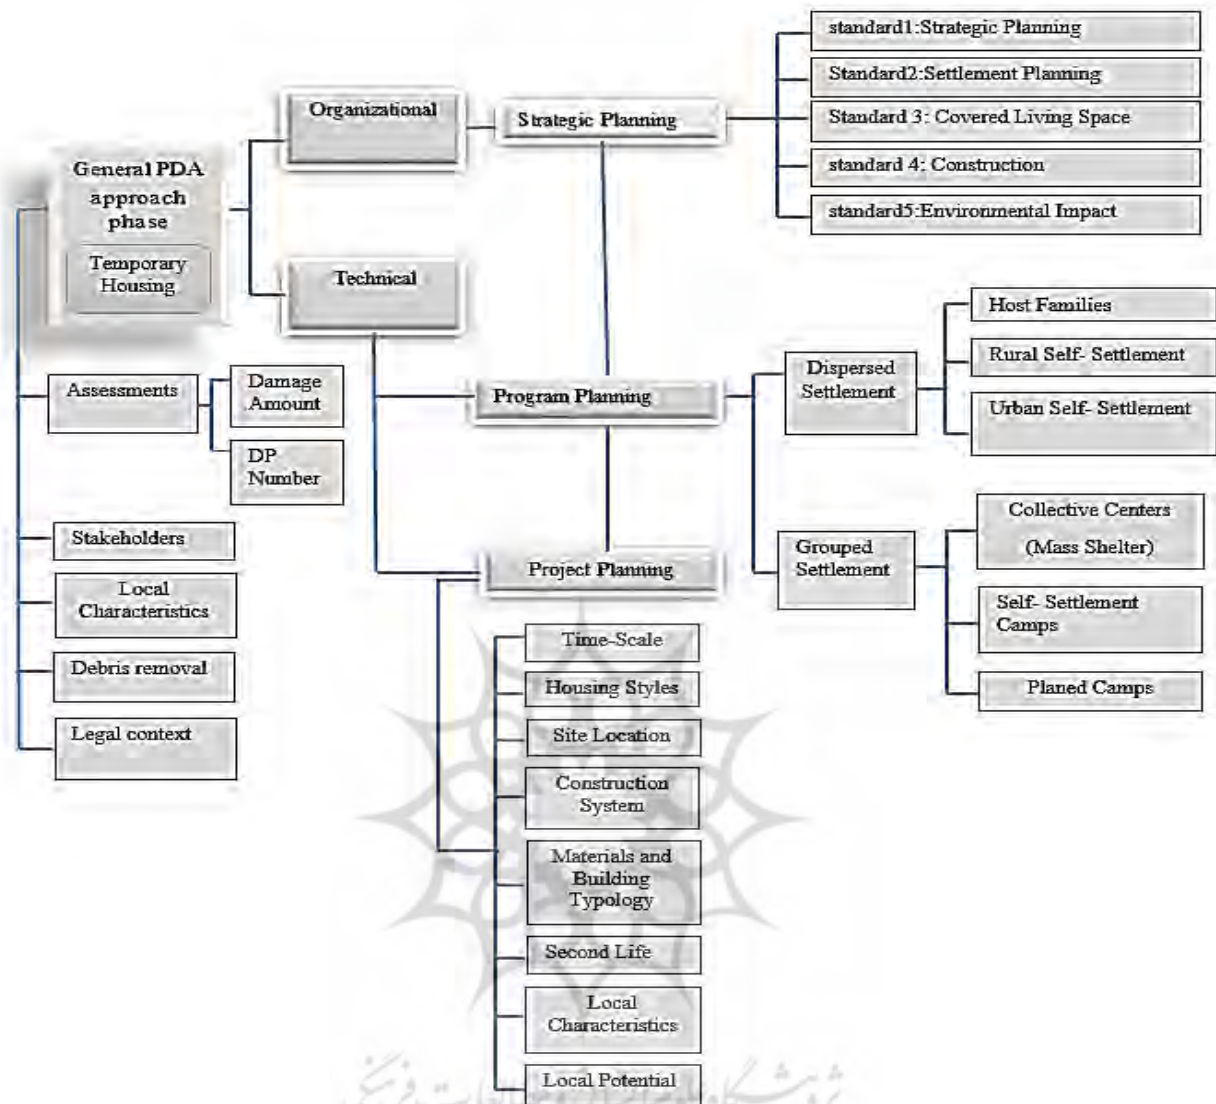 standard1:Strategic Planning
Standard2:Settlement Planning
Standard 3: Covered Living Space
standard 4: Construction
standard5:Environmental Impact
Organizational
Strategic Planning
General PDA
approach
phase
Temporary
Housing
Technical
Host Families
Rural Self- Settlement
Urban Self- Settlement
Dispersed
Settlement
Program Planning
Assessments
Damage
Amount
DP
Number
Collective Centers
(Mass Shelter)
Self- Settlement
Camps
Planed Camps
Grouped
Settlement
Project Planning
Stakeholders
Local
Characteristics
Debris removal
Legal context
Time-Scale
Housing Styles
Site Location
Construction
System
Materials and
Building
Typology
Second Life
Local
Characteristics
Local Potential